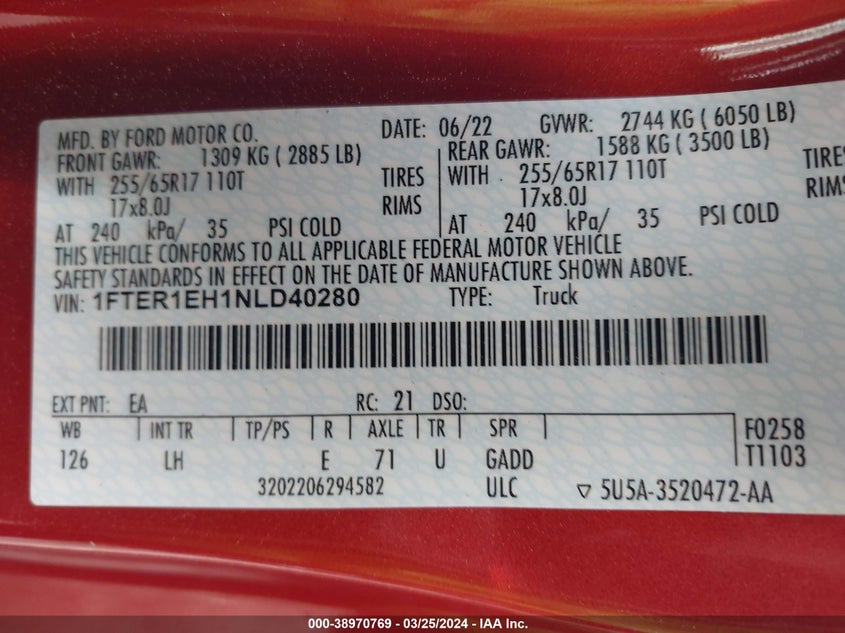 MFD. BY FORD MOTOR CO. DATE: 06/22 GVWR: 2744 KG ( 6050 LB)
FRONT GAWR: 1309 KG ( 2885 LB) REAR GAWR: 1588 KG ( 3500 LB)
WITH 255/65R17 110T TIRES WITH 255/65R17 110T TIRES
17x8.0J RIMS 17x8.0J RIMS
AT 240 kPa/ 35 PSI COLD AT 240 kPa/ 35 PSI COLD
THIS VEHICLE CONFORMS TO ALL APPLICABLE FEDERAL MOTOR VEHICLE
SAFETY STANDARDS IN EFFECT ON THE DATE OF MANUFACTURE SHOWN ABOVE.
VIN: 1FTER1EH1NLD40280 TYPE: Truck
EXT PNT: EA RC: 21 DSO:
WB INT TR TP/PS R AXLE TR SPR F0258
126 LH E 71 U GADD T1103
3202206294582 ULC ▽ 5U5A-3520472-AA
000-38970769 - 03/25/2024 - IAA Inc.